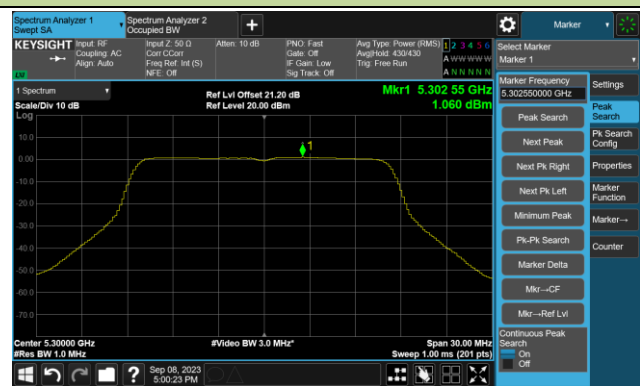 Spectrum Analyzer 1
Swept SA
Spectrum Analyzer 2
Occupied BW
Marker
KEYSIGHT
Input: RF
Coupling: AC
Align: Auto
Input Z: 50 Ω
Corr CCorr
Freq Ref: Int (S)
NFE: Off
Atten: 10 dB
PNO: Fast
Gate: Off
IF Gain: Low
Sig Track: Off
Avg Type: Power (RMS)
Avg|Hold: 430/430
Trig: Free Run
1 2 3 4 5 6
A W W W W W
A N N N N N
LW
Select Marker
Marker 1
1 Spectrum
Scale/Div 10 dB
Log
Ref Lvl Offset 21.20 dB
Ref Level 20.00 dBm
Mkr1 5.302 55 GHz
1.060 dBm
10.0
0.00
-10.0
-20.0
-30.0
-40.0
-50.0
-60.0
-70.0
1
Center 5.30000 GHz
#Res BW 1.0 MHz
#Video BW 3.0 MHz*
Span 30.00 MHz
Sweep 1.00 ms (201 pts)
Marker Frequency
5.302550000 GHz
Peak Search
Next Peak
Next Pk Right
Next Pk Left
Minimum Peak
Pk-Pk Search
Marker Delta
Mkr→CF
Mkr→Ref Lvl
Continuous Peak
Search
On
Off
Settings
Peak
Search
Pk Search
Config
Properties
Marker
Function
Marker→
Counter
?
Sep 08, 2023
5:00:23 PM